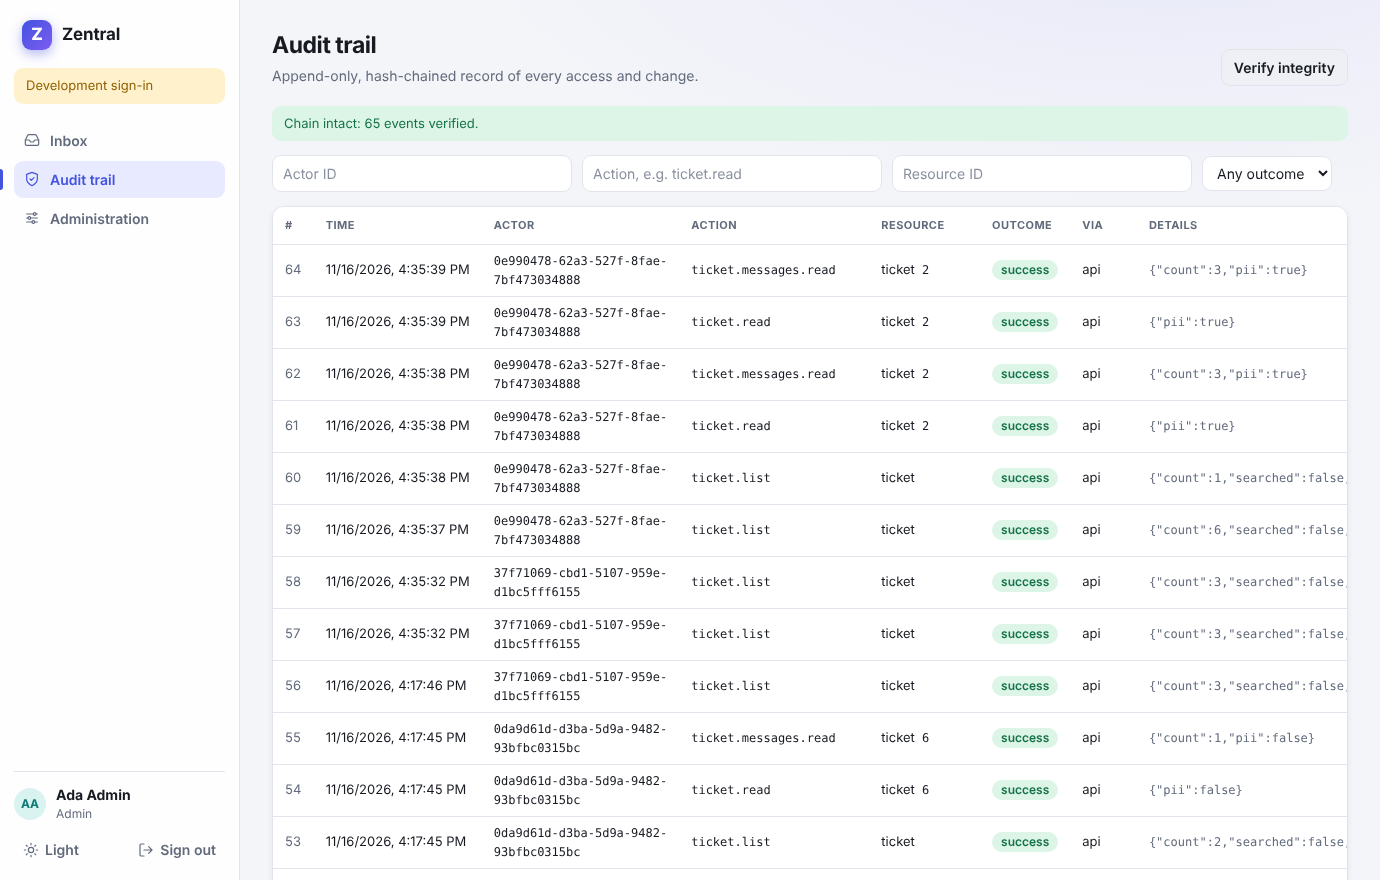 Z Zentral
Development sign-in
Inbox
Audit trail
Administration
AA Ada Admin
Admin
Light Sign out
Audit trail
Append-only, hash-chained record of every access and change.
Verify integrity
Chain intact: 65 events verified.
Actor ID Action, e.g. ticket.read Resource ID Any outcome
# TIME ACTOR ACTION RESOURCE OUTCOME VIA DETAILS
64 11/16/2026, 4:35:39 PM 0e990478-62a3-527f-8fae- ticket.messages.read ticket 2 success api {"count":3,"pii":true}
7bf473034888
63 11/16/2026, 4:35:39 PM 0e990478-62a3-527f-8fae- ticket.read ticket 2 success api {"pii":true}
7bf473034888
62 11/16/2026, 4:35:38 PM 0e990478-62a3-527f-8fae- ticket.messages.read ticket 2 success api {"count":3,"pii":true}
7bf473034888
61 11/16/2026, 4:35:38 PM 0e990478-62a3-527f-8fae- ticket.read ticket 2 success api {"pii":true}
7bf473034888
60 11/16/2026, 4:35:38 PM 0e990478-62a3-527f-8fae- ticket.list ticket success api {"count":1,"searched":false,
7bf473034888
59 11/16/2026, 4:35:37 PM 0e990478-62a3-527f-8fae- ticket.list ticket success api {"count":6,"searched":false,
7bf473034888
58 11/16/2026, 4:35:32 PM 37f71069-cbd1-5107-959e- ticket.list ticket success api {"count":3,"searched":false,
d1bc5fff6155
57 11/16/2026, 4:35:32 PM 37f71069-cbd1-5107-959e- ticket.list ticket success api {"count":3,"searched":false,
d1bc5fff6155
56 11/16/2026, 4:17:46 PM 37f71069-cbd1-5107-959e- ticket.list ticket success api {"count":3,"searched":false,
d1bc5fff6155
55 11/16/2026, 4:17:45 PM 0da9d61d-d3ba-5d9a-9482- ticket.messages.read ticket 6 success api {"count":1,"pii":false}
93bfbc0315bc
54 11/16/2026, 4:17:45 PM 0da9d61d-d3ba-5d9a-9482- ticket.read ticket 6 success api {"pii":false}
93bfbc0315bc
53 11/16/2026, 4:17:45 PM 0da9d61d-d3ba-5d9a-9482- ticket.list ticket success api {"count":2,"searched":false,
93bfbc0315bc